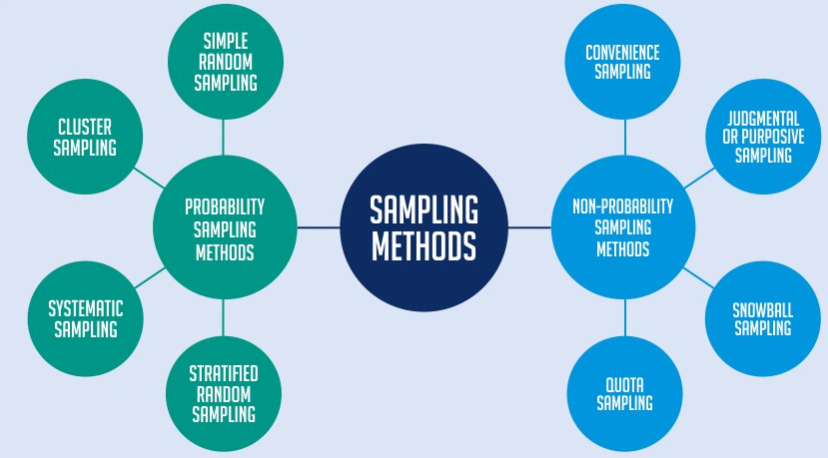 SIMPLE
RANDOM
SAMPLING
CLUSTER
SAMPLING
PROBABILITY
SAMPLING
METHODS
SYSTEMATIC
SAMPLING
STRATIFIED
RANDOM
SAMPLING
SAMPLING
METHODS
CONVENIENCE
SAMPLING
JUDGMENTAL
OR PURPOSIVE
SAMPLING
NON-PROBABILITY
SAMPLING
METHODS
SNOWBALL
SAMPLING
QUOTA
SAMPLING